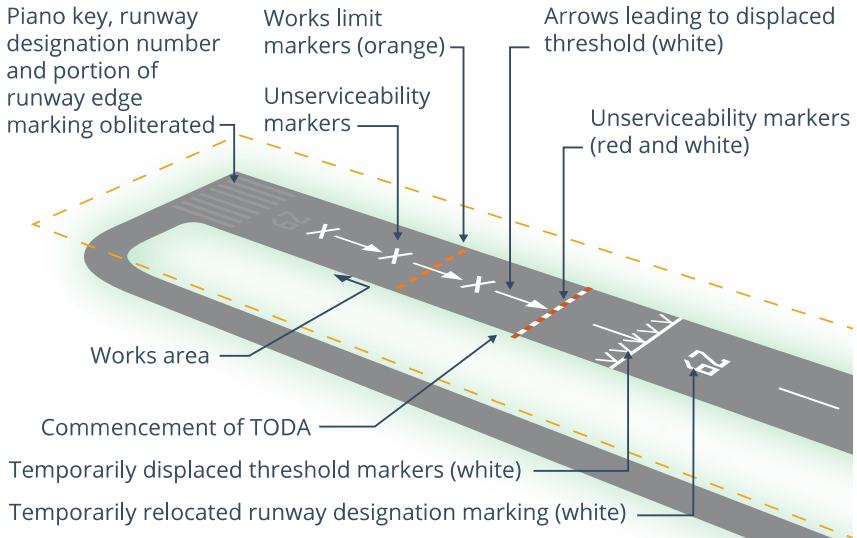 Piano key, runway
designation number
and portion of
runway edge
marking obliterated
Works limit
markers (orange)
Arrows leading to displaced
threshold (white)
Unserviceability
markers
Unserviceability markers
(red and white)
62
X
X
X
62
Works area
Commencement of TODA
Temporarily displaced threshold markers (white)
Temporarily relocated runway designation marking (white)